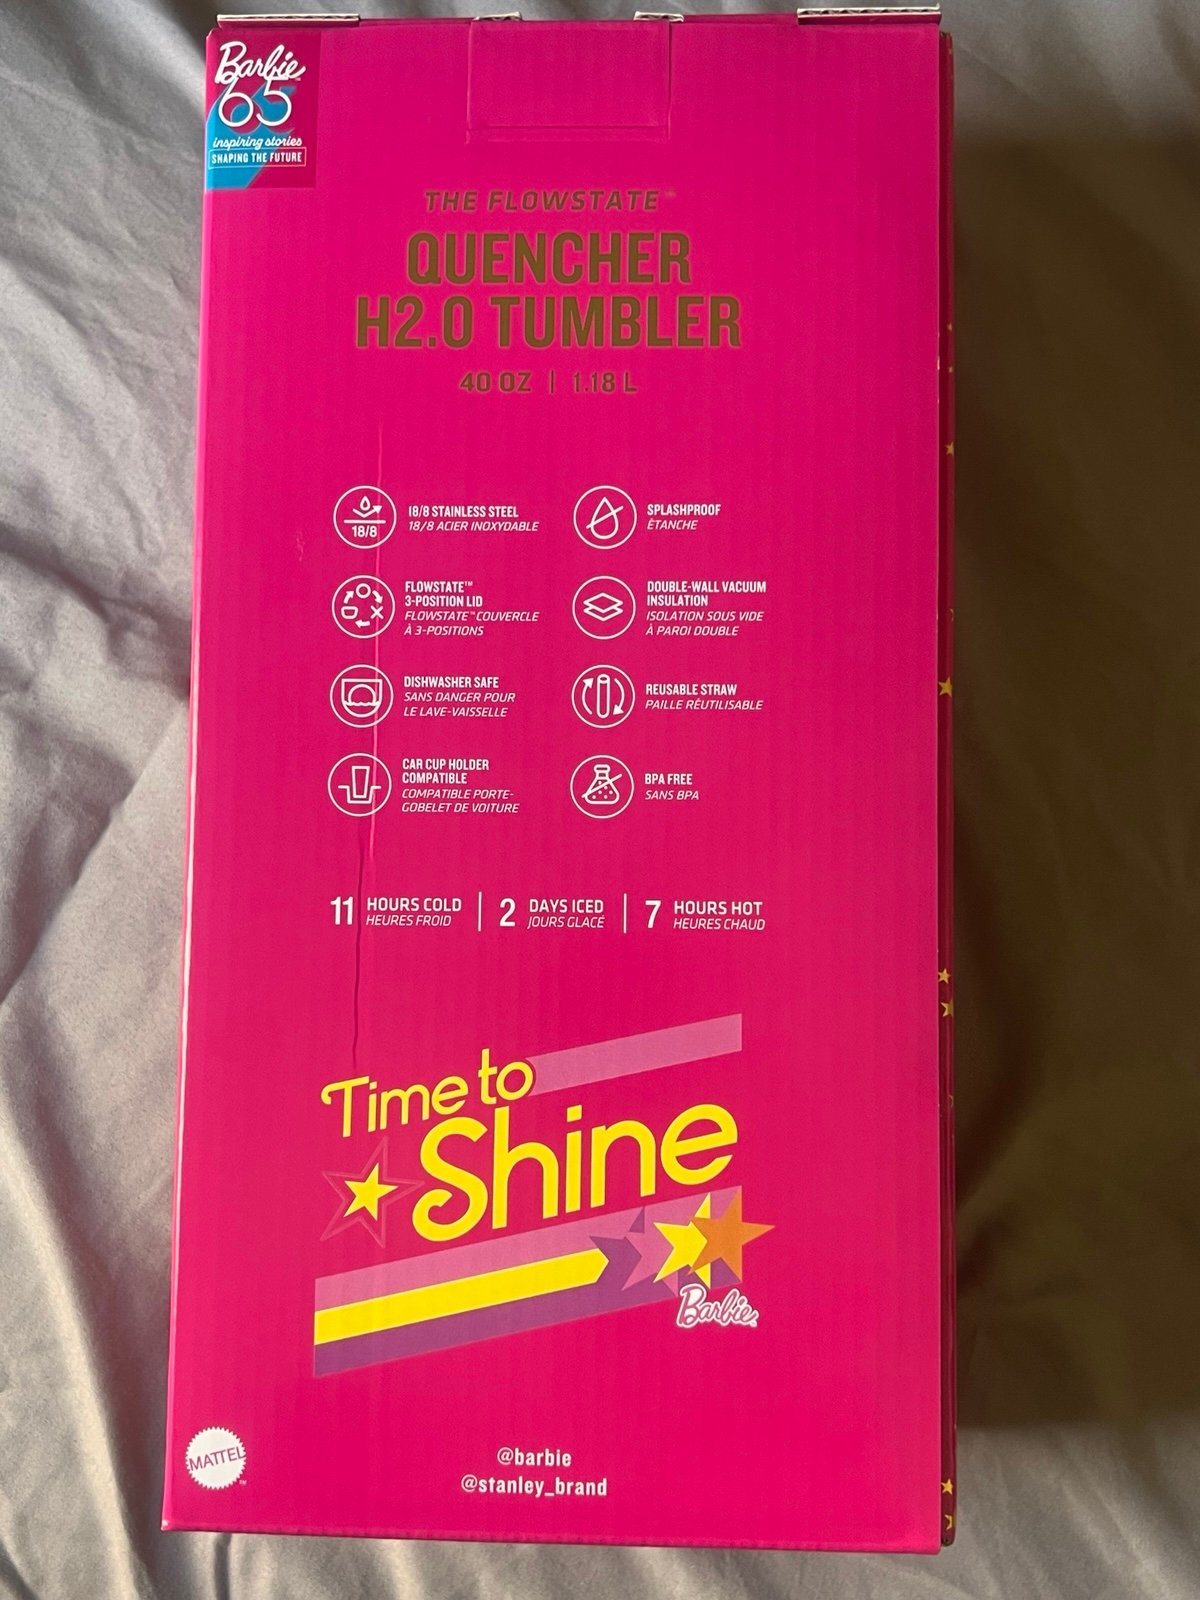 Barbie™
65
inspiring stories
SHAPING THE FUTURE
THE FLOWSTATE™
QUENCHER
H2.0 TUMBLER
40 OZ | 1.18 L
18/8
18/8 STAINLESS STEEL
18/8 ACIER INOXYDABLE
SPLASHPROOF
ÉTANCHE
FLOWSTATE™
3-POSITION LID
FLOWSTATE™ COUVERCLE
À 3-POSITIONS
DOUBLE-WALL VACUUM
INSULATION
ISOLATION SOUS VIDE
À PAROI DOUBLE
DISHWASHER SAFE
SANS DANGER POUR
LE LAVE-VAISSELLE
REUSABLE STRAW
PAILLE RÉUTILISABLE
CAR CUP HOLDER
COMPATIBLE
COMPATIBLE PORTE-
GOBELET DE VOITURE
BPA FREE
SANS BPA
11 HOURS COLD
HEURES FROID
2 DAYS ICED
JOURS GLACÉ
7 HOURS HOT
HEURES CHAUD
Time to
Shine
Barbie
MATTEL™
@barbie
@stanley_brand